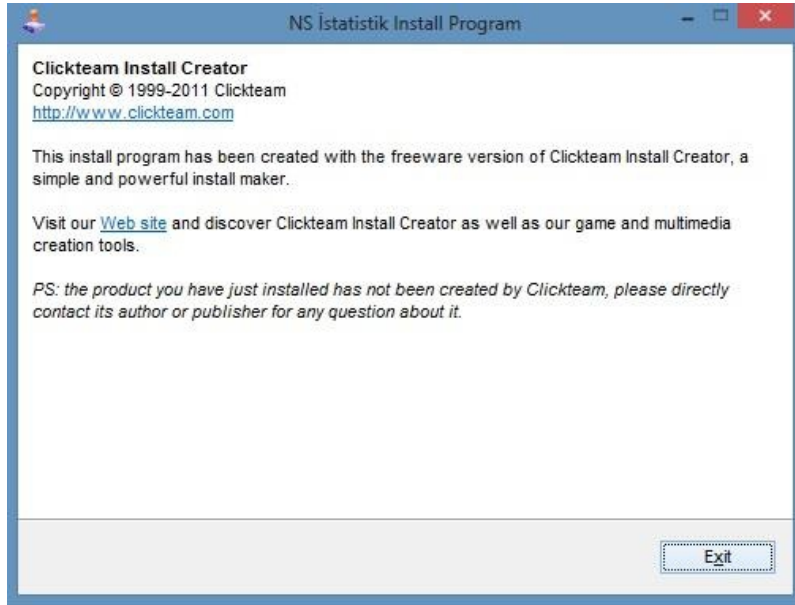 NS İstatistik Install Program
Clickteam Install Creator
Copyright © 1999-2011 Clickteam
http://www.clickteam.com
This install program has been created with the freeware version of Clickteam Install Creator, a
simple and powerful install maker.
Visit our Web site and discover Clickteam Install Creator as well as our game and multimedia
creation tools.
PS: the product you have just installed has not been created by Clickteam, please directly
contact its author or publisher for any question about it.
Exit